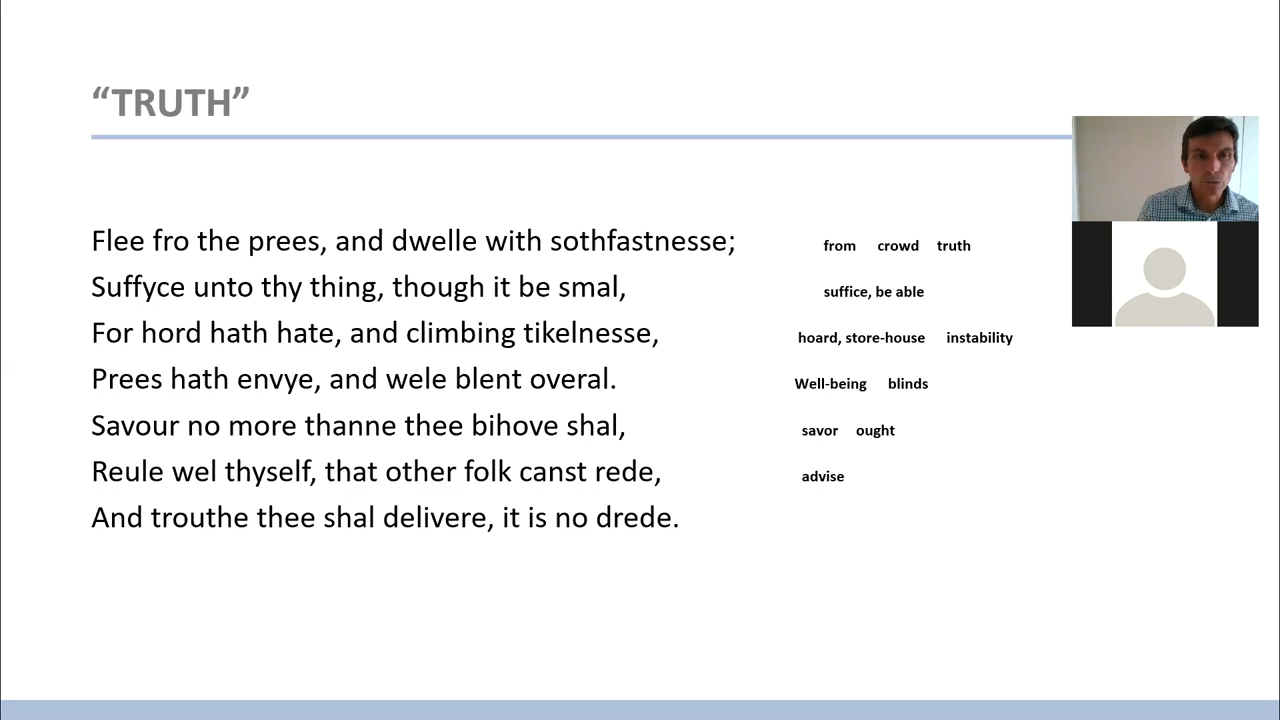 “TRUTH”
Flee fro the prees, and dwelle with sothfastnesse; from crowd truth
Suffyce unto thy thing, though it be smal, suffice, be able
For hord hath hate, and climbing tikelnesse, hoard, store-house instability
Prees hath envye, and wele blent overal. Well-being blinds
Savour no more thanne thee bihove shal, savor ought
Reule wel thyself, that other folk canst rede, advise
And trouthe thee shal delivere, it is no drede.